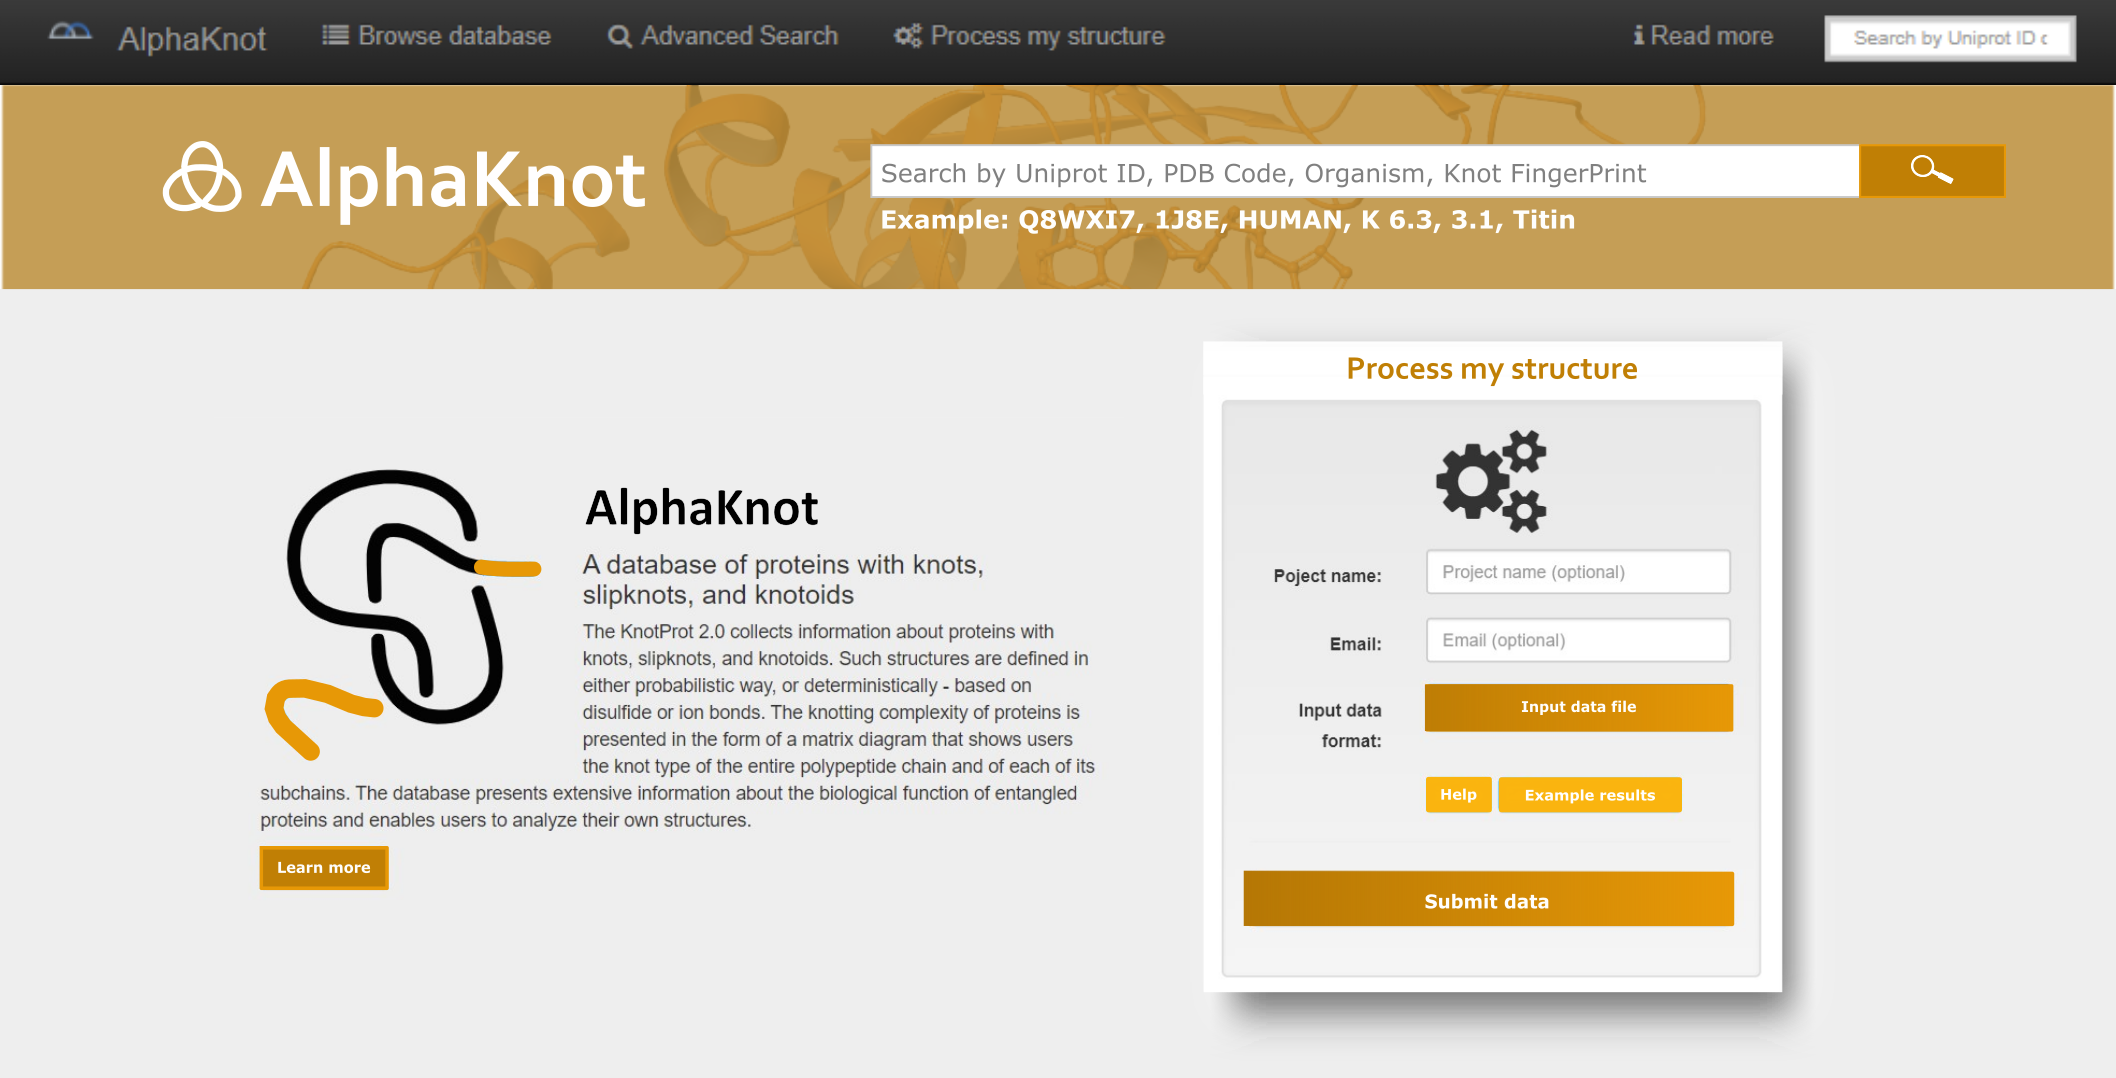 AlphaKnot Browse database Advanced Search Process my structure Read more Search by Uniprot ID c
AlphaKnot
Search by Uniprot ID, PDB Code, Organism, Knot FingerPrint
Example: Q8WXI7, 1J8E, HUMAN, K 6.3, 3.1, Titin
AlphaKnot
A database of proteins with knots,
slipknots, and knotoids
The KnotProt 2.0 collects information about proteins with
knots, slipknots, and knotoids. Such structures are defined in
either probabilistic way, or deterministically - based on
disulfide or ion bonds. The knotting complexity of proteins is
presented in the form of a matrix diagram that shows users
the knot type of the entire polypeptide chain and of each of its
subchains. The database presents extensive information about the biological function of entangled
proteins and enables users to analyze their own structures.
Learn more
Process my structure
Poject name: Project name (optional)
Email: Email (optional)
Input data
format:
Input data file
Help Example results
Submit data